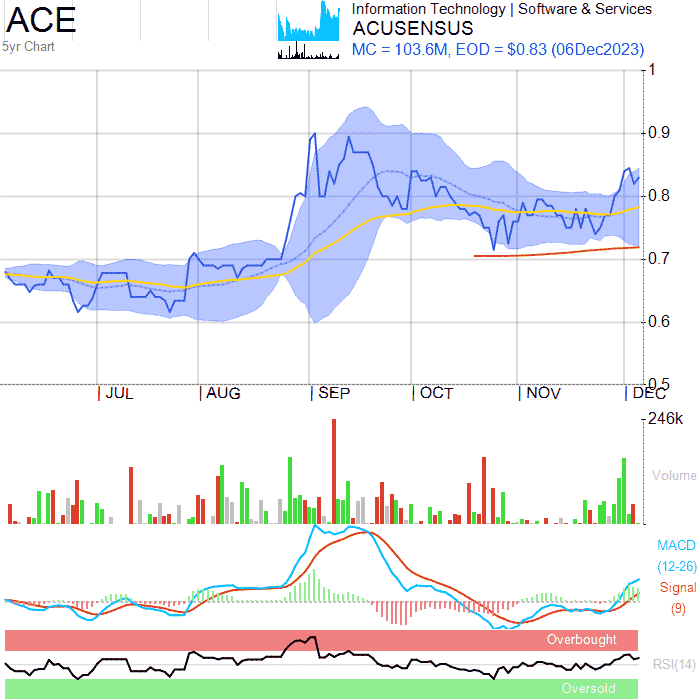 ACE
5yr Chart
Information Technology | Software & Services
ACUSENSUS
MC = 103.6M, EOD = $0.83 (06Dec2023)
1
0.9
0.8
0.7
0.6
0.5
JUL
AUG
SEP
OCT
NOV
DEC
246k
Volume
MACD
(12-26)
Signal
(9)
Overbought
RSI(14)
Oversold